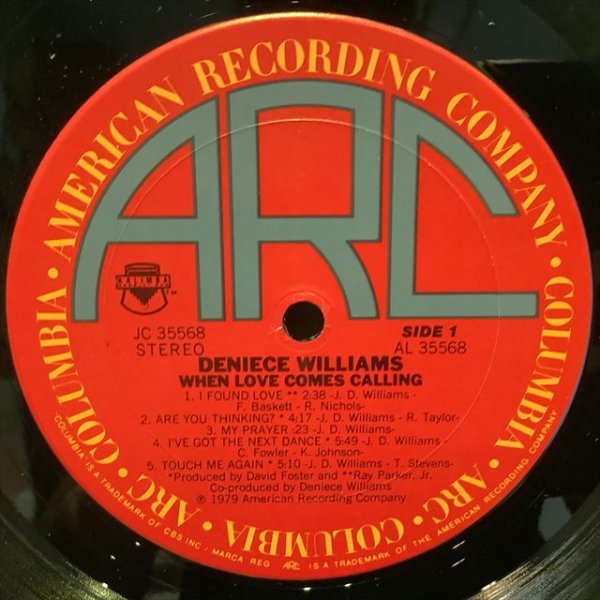 COLUMBIA • AMERICAN RECORDING COMPANY • COLUMBIA • ARC • COLUMBIA • ARC •
ARC
KALIMBA
TM
JC 35568
STEREO
SIDE 1
AL 35568
DENIECE WILLIAMS
WHEN LOVE COMES CALLING
1. I FOUND LOVE ** 2:38 -J. D. Williams -
F. Baskett - R. Nichols-
2. ARE YOU THINKING? * 4:17 -J. D. Williams - R. Taylor-
3. MY PRAYER :23 -J. D. Williams-
4. I'VE GOT THE NEXT DANCE * 5:49 -J. D. Williams -
C. Fowler - K. Johnson-
5. TOUCH ME AGAIN * 5:10 -J. D. Williams - T. Stevens-
*Produced by David Foster and **Ray Parker, Jr.
Co-produced by Deniece Williams
℗ 1979 American Recording Company
"COLUMBIA" IS A TRADEMARK OF CBS INC / MARCA REG ARC IS A TRADEMARK OF THE AMERICAN RECORDING COMPANY